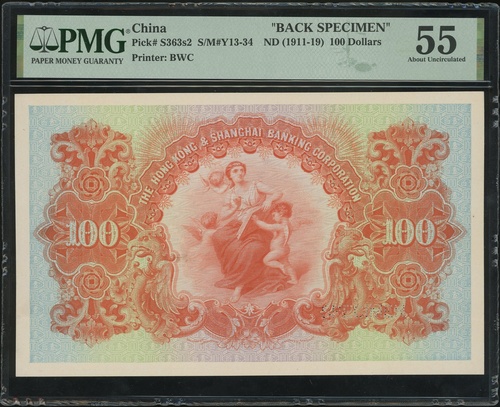 PMG
PAPER MONEY GUARANTY
China
Pick# S363s2 S/M#Y13-34
Printer: BWC
"BACK SPECIMEN"
ND (1911-19) 100 Dollars
55
About Uncirculated
THE HONG KONG & SHANGHAI BANKING CORPORATION
100
100